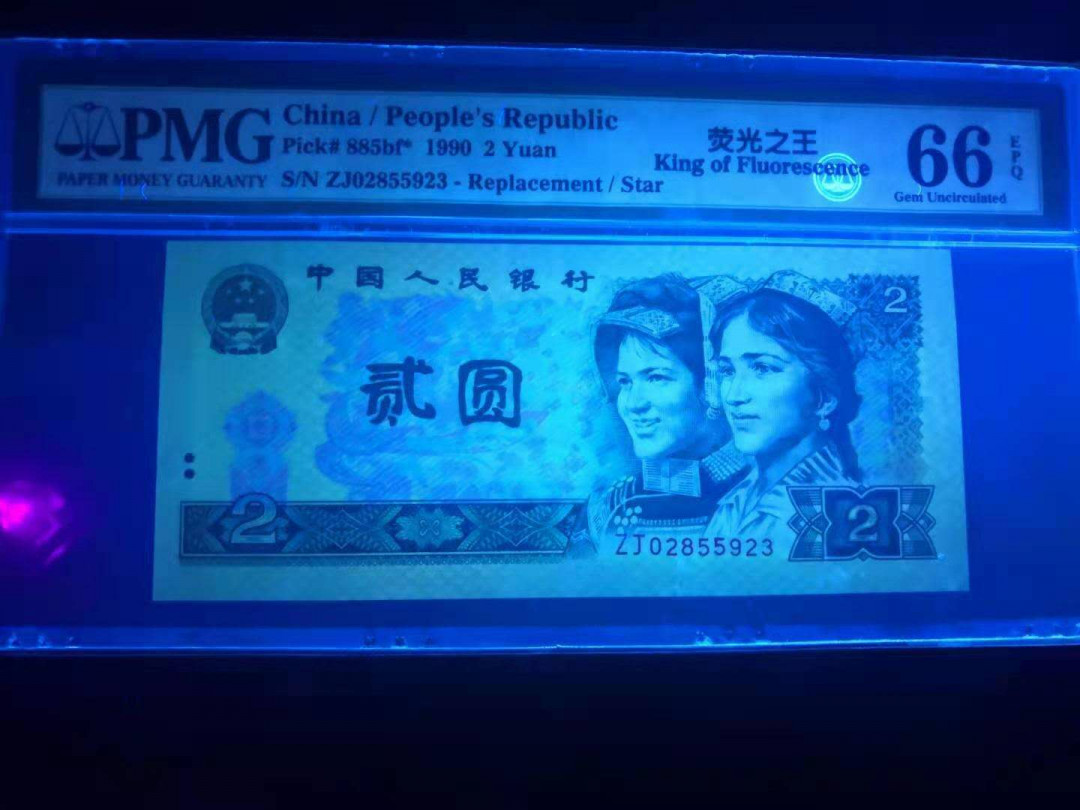 PMG
PAPER MONEY GUARANTY
China / People's Republic
Pick# 885bf* 1990 2 Yuan
S/N ZJ02855923 - Replacement / Star
荧光之王
King of Fluorescence
66
EPQ
Gem Uncirculated
中国人民银行
2
贰圆
2
2
ZJ02855923